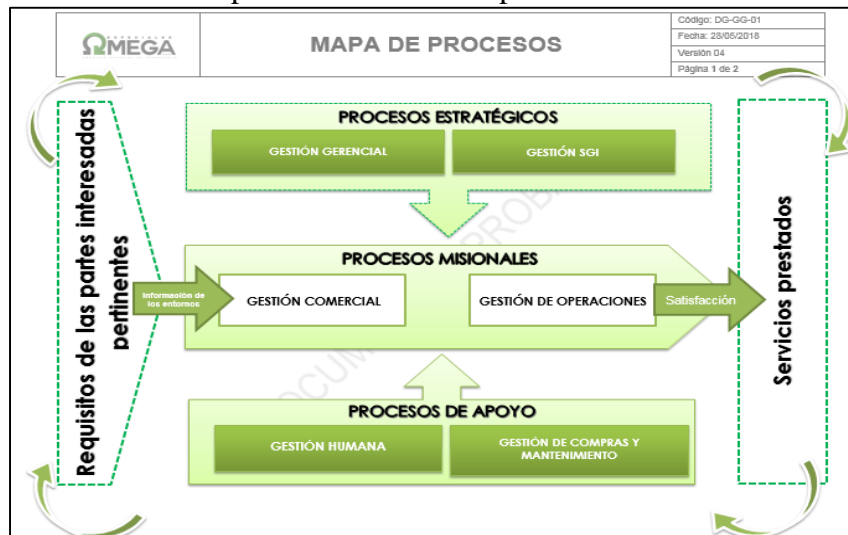 ΩMEGA
MAPA DE PROCESOS
Código: DG-GG-01
Fecha: 28/05/2018
Versión 04
Página 1 de 2
Requisitos de las partes interesadas
pertinentes
PROCESOS ESTRATÉGICOS
GESTIÓN GERENCIAL
GESTIÓN SGI
PROCESOS MISIONALES
Información de
los entornos
GESTIÓN COMERCIAL
GESTIÓN DE OPERACIONES
Satisfacción
Servicios prestados
PROCESOS DE APOYO
GESTIÓN HUMANA
GESTIÓN DE COMPRAS Y
MANTENIMIENTO